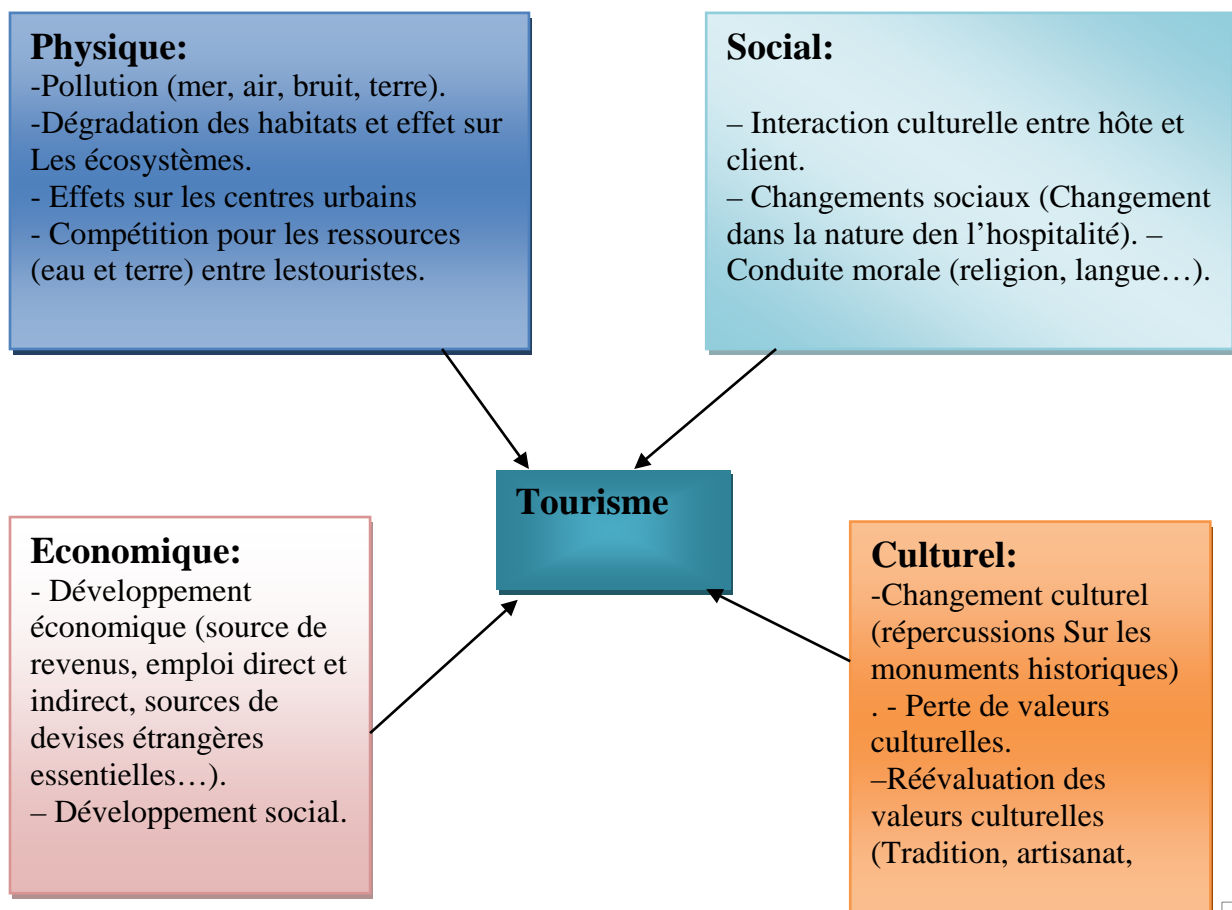 Physique:
-Pollution (mer, air, bruit, terre).
-Dégradation des habitats et effet sur
Les écosystèmes.
- Effets sur les centres urbains
- Compétition pour les ressources
(eau et terre) entre lestouristes.
Social:
– Interaction culturelle entre hôte et
client.
– Changements sociaux (Changement
dans la nature den l’hospitalité). –
Conduite morale (religion, langue…).
Tourisme
Economique:
- Développement
économique (source de
revenus, emploi direct et
indirect, sources de
devises étrangères
essentielles…).
– Développement social.
Culturel:
-Changement culturel
(répercussions Sur les
monuments historiques)
. - Perte de valeurs
culturelles.
–Réévaluation des
valeurs culturelles
(Tradition, artisanat,